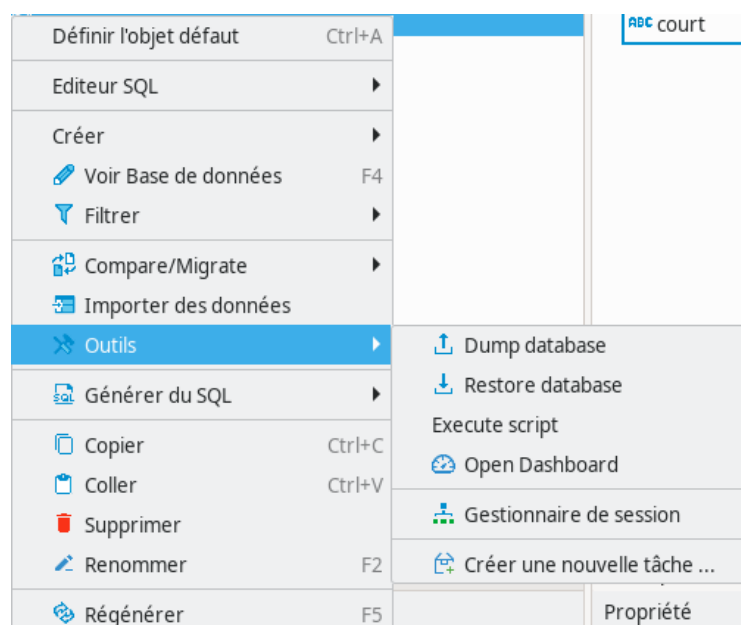 Définir l'objet défaut Ctrl+A
ABC court
Editeur SQL
Créer
Voir Base de données F4
Filtrer
Compare/Migrate
Importer des données
Outils
Dump database
Générer du SQL
Restore database
Execute script
Copier Ctrl+C
Open Dashboard
Coller Ctrl+V
Gestionnaire de session
Supprimer
Renommer F2
Créer une nouvelle tâche ...
Régénérer F5
Propriété